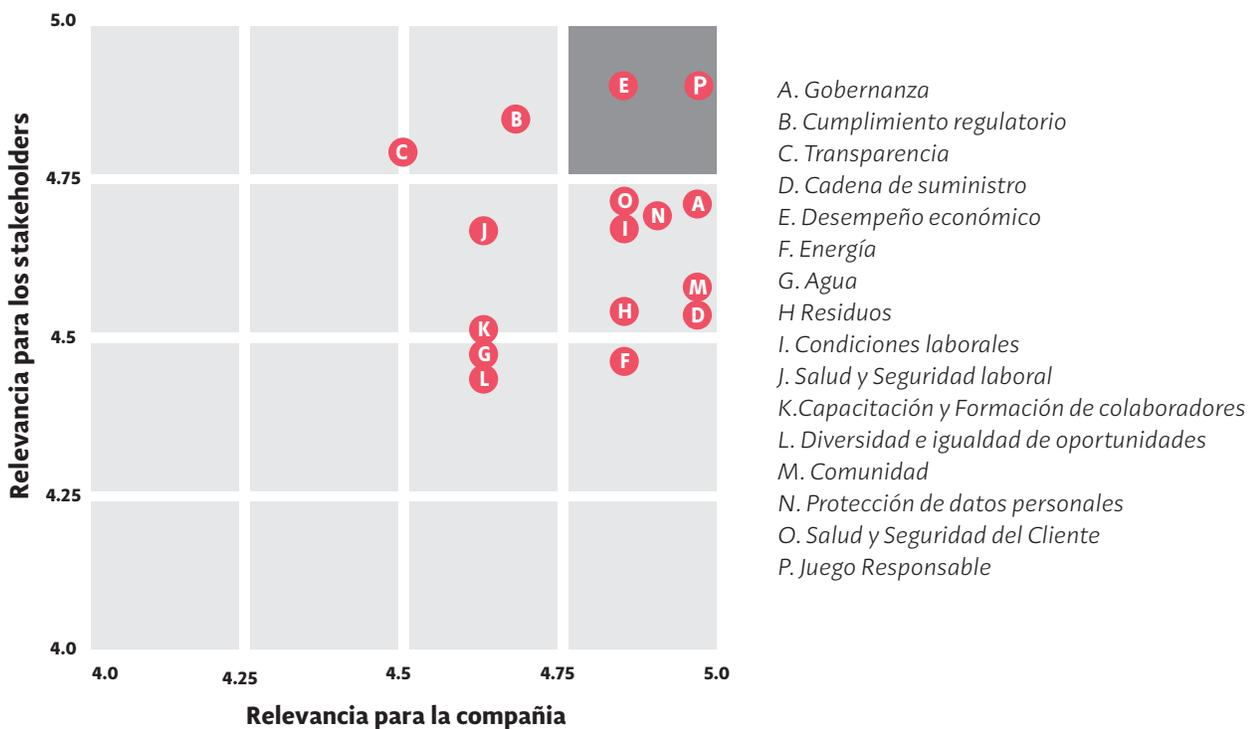 5.0
4.75
4.5
4.25
4.0
Relevancia para los stakeholders
E
P
B
C
O
N
A
I
J
M
H
D
K
G
F
L
4.0
4.25
4.5
4.75
5.0
Relevancia para la compañia
A. Gobernanza
B. Cumplimiento regulatorio
C. Transparencia
D. Cadena de suministro
E. Desempeño económico
F. Energía
G. Agua
H Residuos
I. Condiciones laborales
J. Salud y Seguridad laboral
K.Capacitación y Formación de colaboradores
L. Diversidad e igualdad de oportunidades
M. Comunidad
N. Protección de datos personales
O. Salud y Seguridad del Cliente
P. Juego Responsable